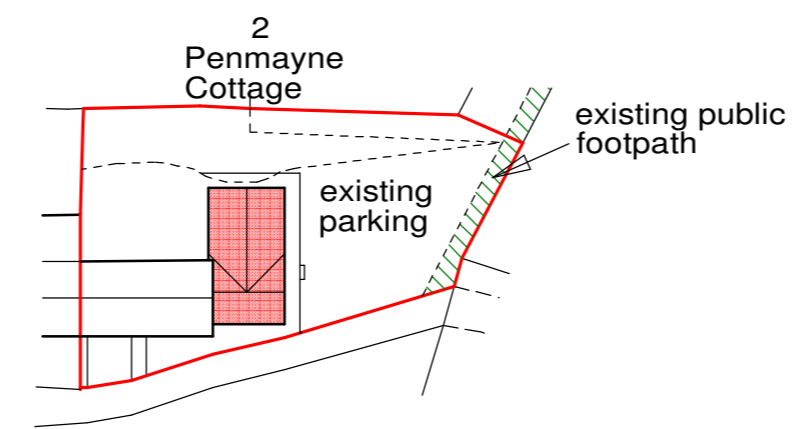 2
Penmayne
Cottage
existing public
footpath
existing
parking